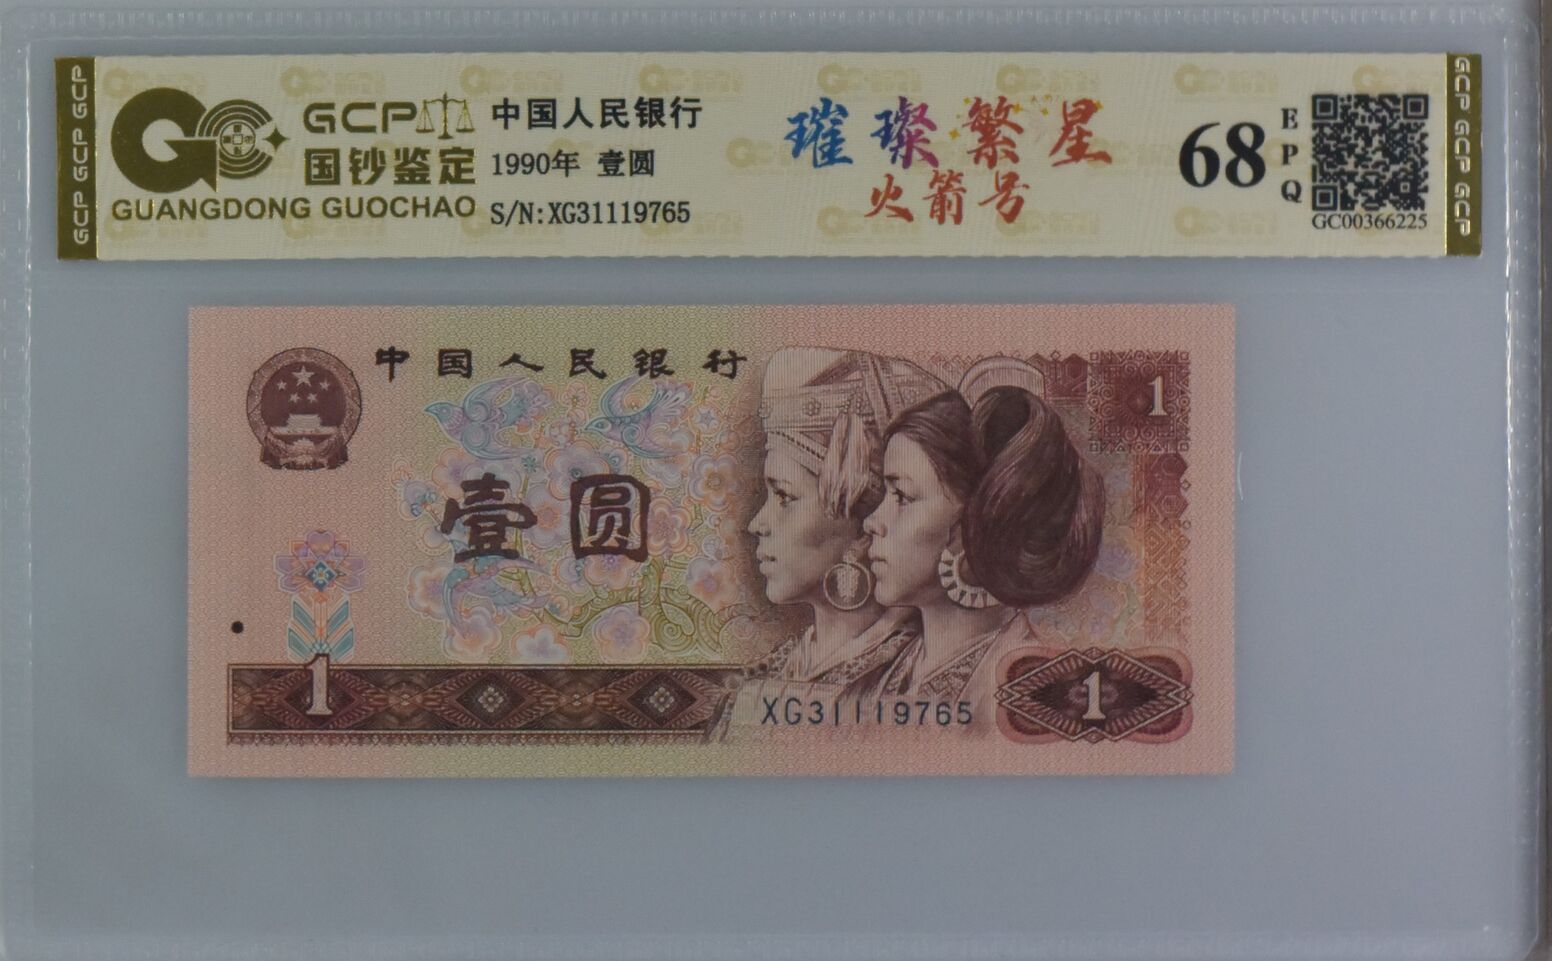 GCP GCP GCP
GCP
国钞鉴定
GUANGDONG GUOCHAO
中国人民银行
1990年 壹圆
S/N:XG31119765
璀璨繁星
火箭号
68
EPQ
GC00366225
GCP GCP GCP
中国人民银行
1
壹圆
1
XG31119765
1